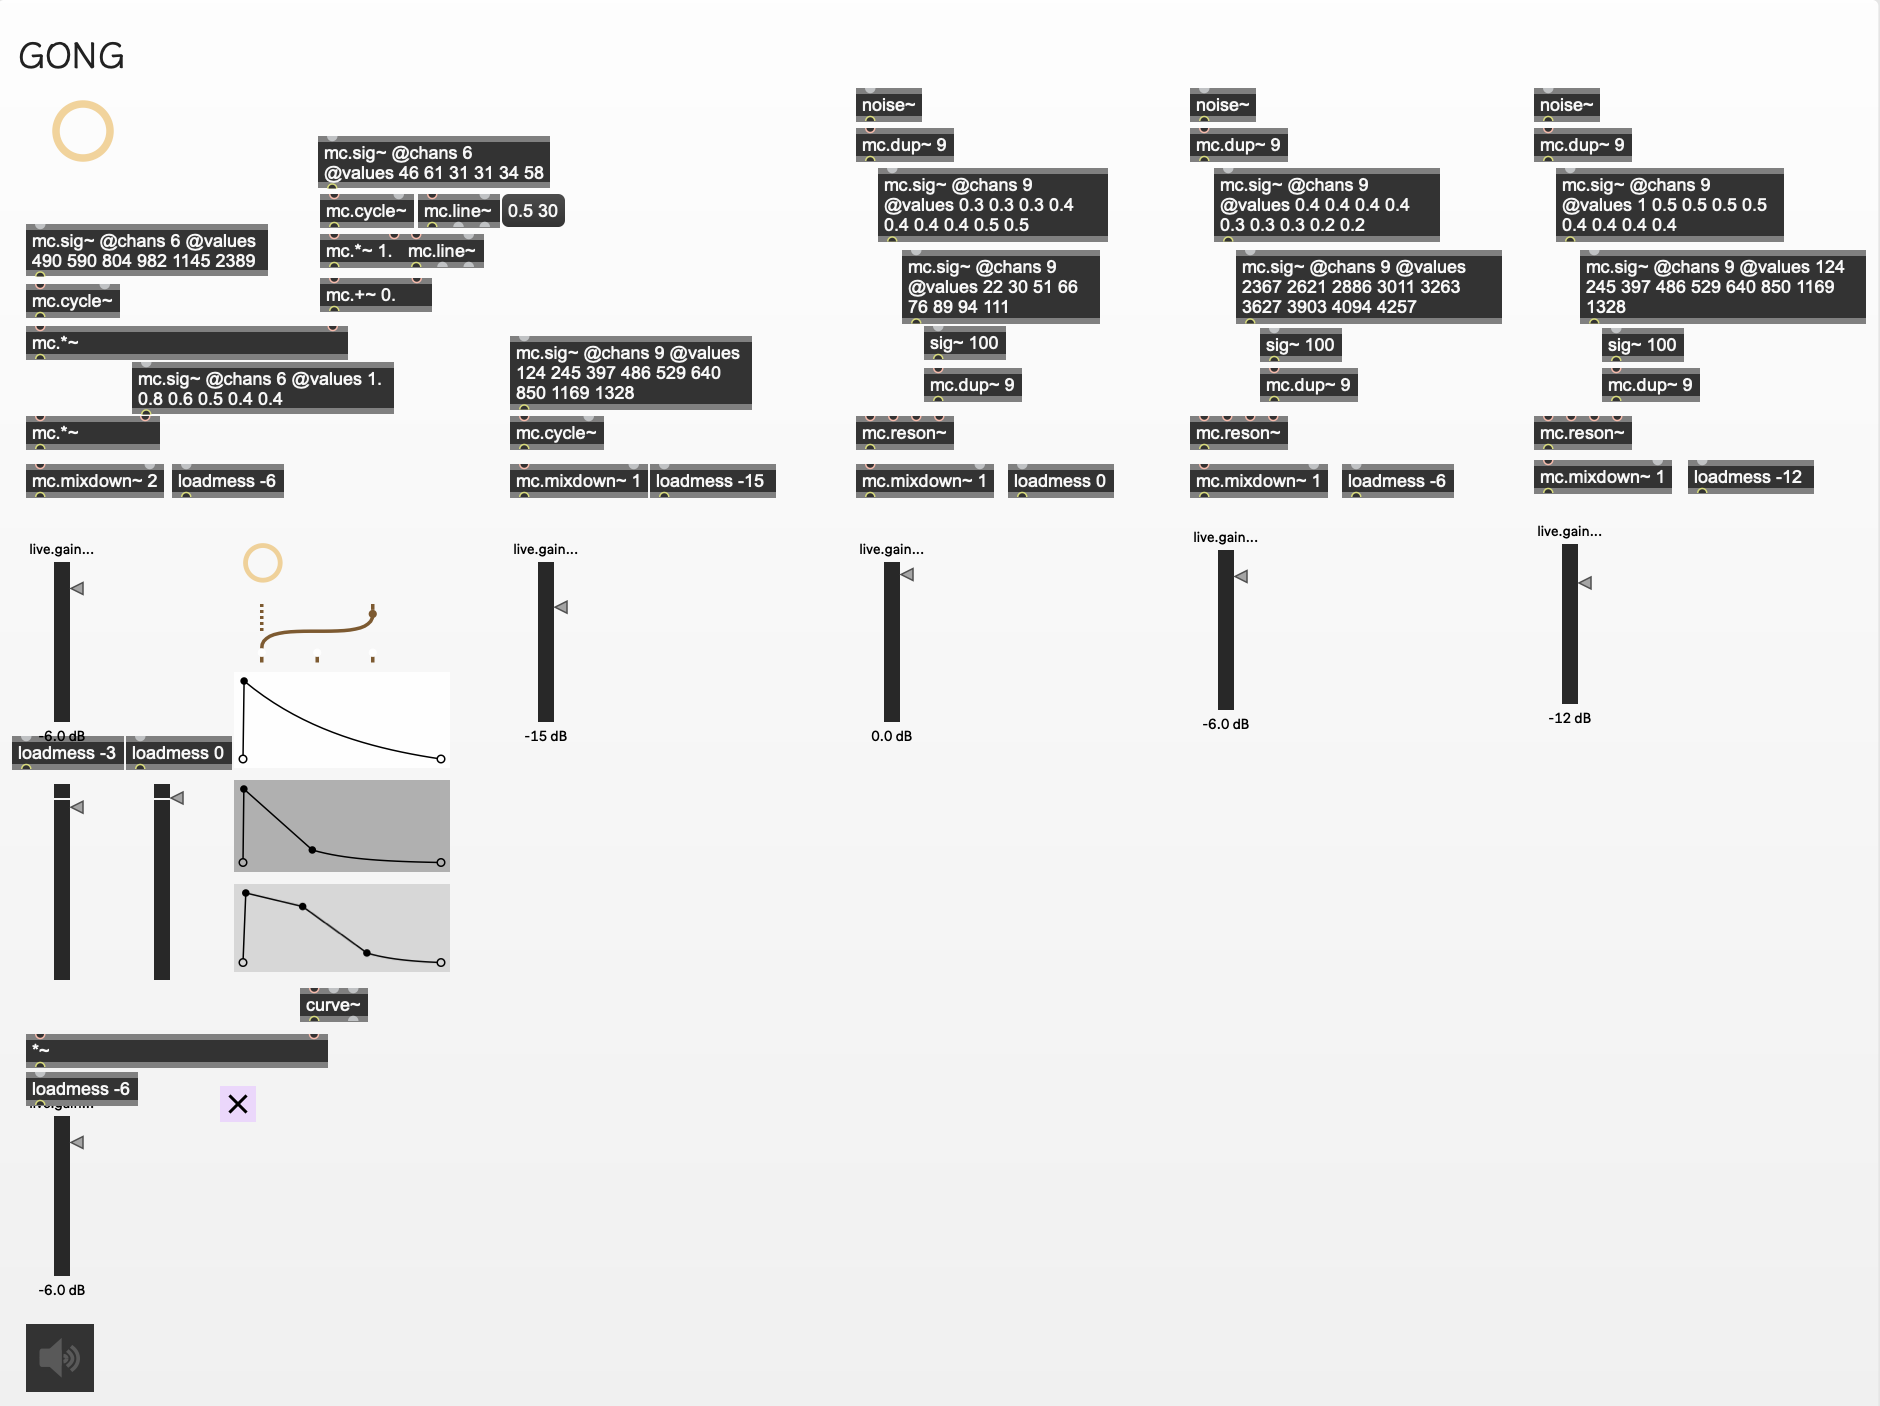 GONG
mc.sig~ @chans 6
@values 46 61 31 31 34 58
mc.cycle~
mc.line~
0.5 30
mc.*~ 1.
mc.line~
mc.+~ 0.
mc.sig~ @chans 6 @values
490 590 804 982 1145 2389
mc.cycle~
mc.*~
mc.sig~ @chans 6 @values 1.
0.8 0.6 0.5 0.4 0.4
mc.*~
mc.mixdown~ 2
loadmess -6
mc.sig~ @chans 9 @values
124 245 397 486 529 640
850 1169 1328
mc.cycle~
mc.mixdown~ 1
loadmess -15
noise~
mc.dup~ 9
mc.sig~ @chans 9
@values 0.3 0.3 0.3 0.4
0.4 0.4 0.4 0.5 0.5
mc.sig~ @chans 9
@values 22 30 51 66
76 89 94 111
sig~ 100
mc.dup~ 9
mc.reson~
mc.mixdown~ 1
loadmess 0
noise~
mc.dup~ 9
mc.sig~ @chans 9
@values 0.4 0.4 0.4 0.4
0.3 0.3 0.3 0.2 0.2
mc.sig~ @chans 9 @values
2367 2621 2886 3011 3263
3627 3903 4094 4257
sig~ 100
mc.dup~ 9
mc.reson~
mc.mixdown~ 1
loadmess -6
noise~
mc.dup~ 9
mc.sig~ @chans 9
@values 1 0.5 0.5 0.5 0.5
0.4 0.4 0.4 0.4
mc.sig~ @chans 9 @values 124
245 397 486 529 640 850 1169
1328
sig~ 100
mc.dup~ 9
mc.reson~
mc.mixdown~ 1
loadmess -12
live.gain...
-6.0 dB
live.gain...
-15 dB
live.gain...
0.0 dB
live.gain...
-6.0 dB
live.gain...
-12 dB
loadmess -3
loadmess 0
curve~
*~
loadmess -6
live.gain...
-6.0 dB